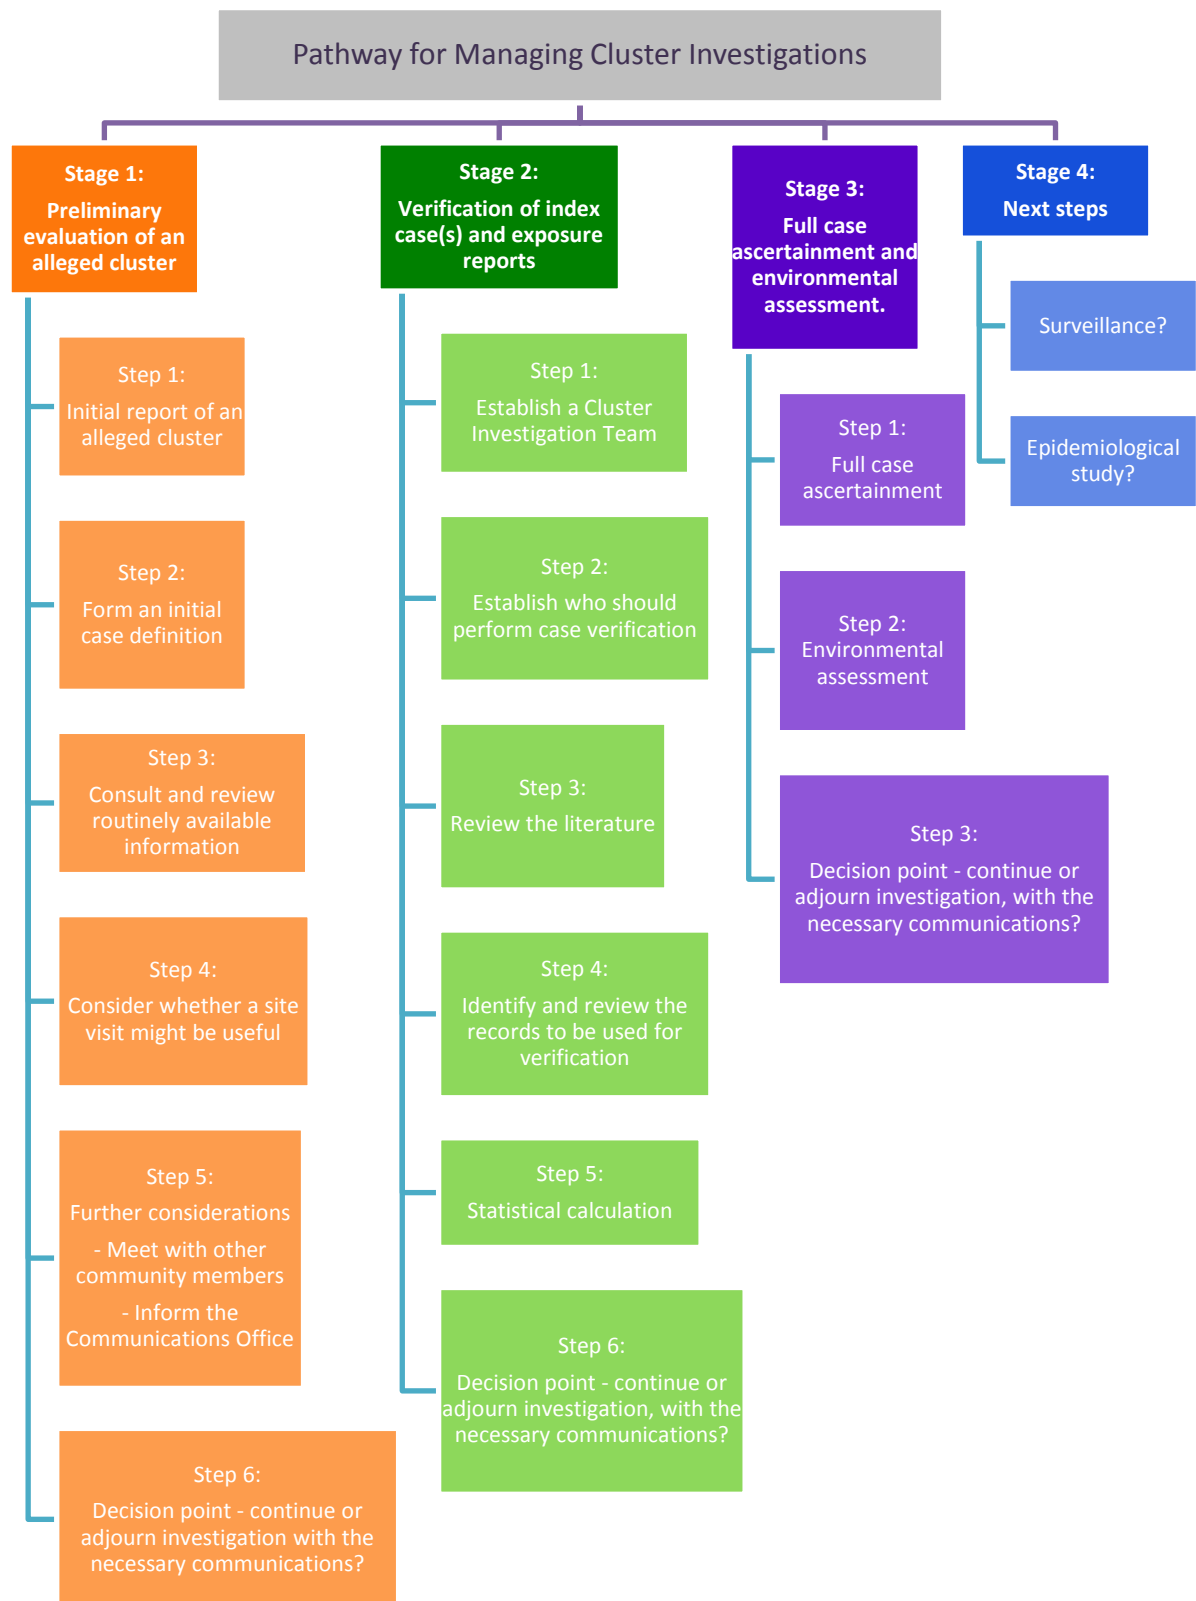 Pathway for Managing Cluster Investigations
Stage 1:
Preliminary
evaluation of an
alleged cluster
Step 1:
Initial report of an
alleged cluster
Step 2:
Form an initial
case definition
Step 3:
Consult and review
routinely available
information
Step 4:
Consider whether a site
visit might be useful
Step 5:
Further considerations
- Meet with other
community members
- Inform the
Communications Office
Step 6:
Decision point - continue or
adjourn investigation with the
necessary communications?
Stage 2:
Verification of index
case(s) and exposure
reports
Step 1:
Establish a Cluster
Investigation Team
Step 2:
Establish who should
perform case verification
Step 3:
Review the literature
Step 4:
Identify and review the
records to be used for
verification
Step 5:
Statistical calculation
Step 6:
Decision point - continue or
adjourn investigation, with the
necessary communications?
Stage 3:
Full case
ascertainment and
environmental
assessment.
Step 1:
Full case
ascertainment
Step 2:
Environmental
assessment
Step 3:
Decision point - continue or
adjourn investigation, with the
necessary communications?
Stage 4:
Next steps
Surveillance?
Epidemiological
study?